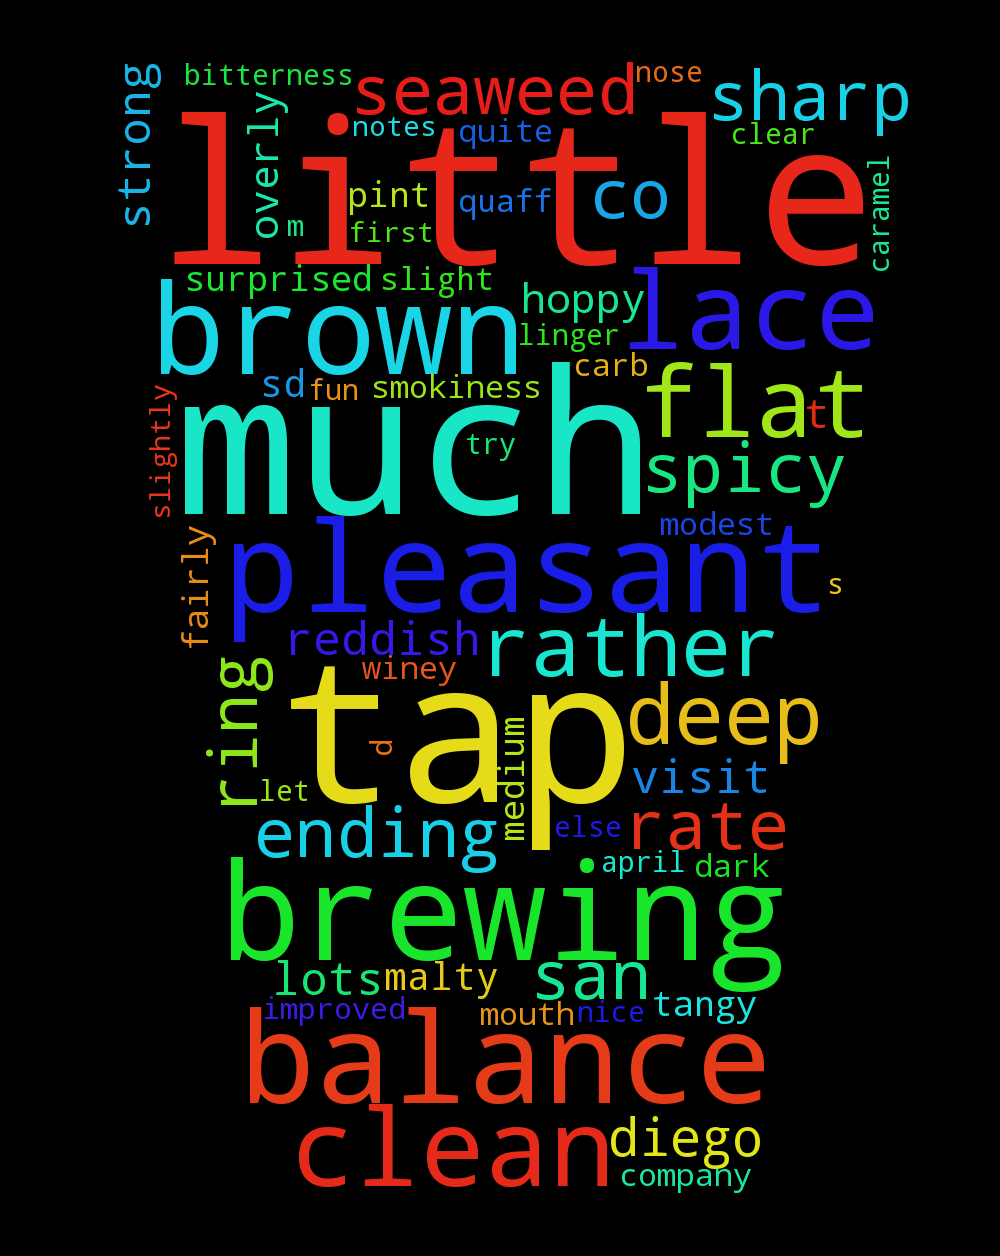 strong
bitterness
seaweed
nose
sharp
overly
little
notes
quite
clear
caramel
pint
quaff
co
m
first
surprised
slight
brown
hoppy
lace
linger
carb
sd
fun
smokiness
flat
t
slightly
much
try
spicy
modest
fairly
pleasant
s
reddish
rather
winey
ring
tap
deep
d
medium
visit
let
ending
else
rate
april
dark
brewing
lots
malty
san
improved
mouth
nice
tangy
balance
clean
diego
company